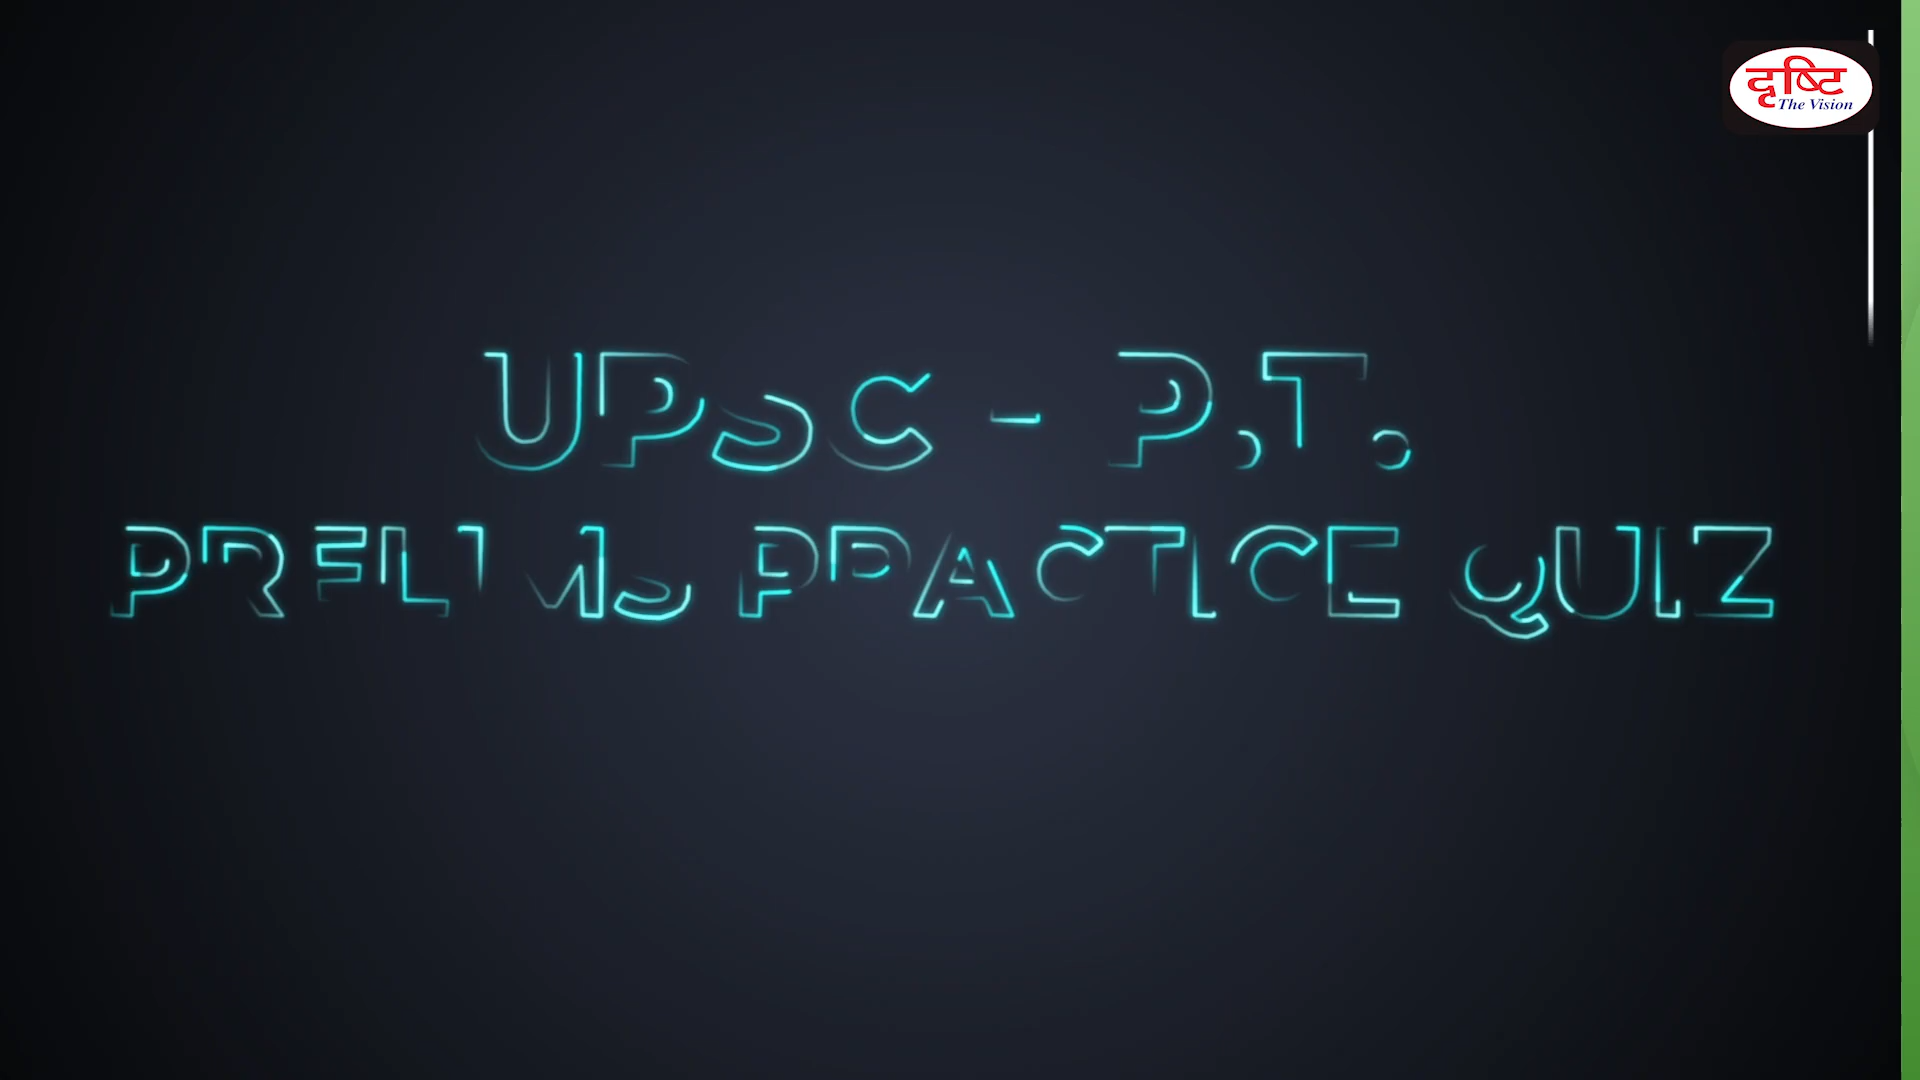 दृष्टि
The Vision
UPSC - P.T.
PRELIMS PRACTICE QUIZ